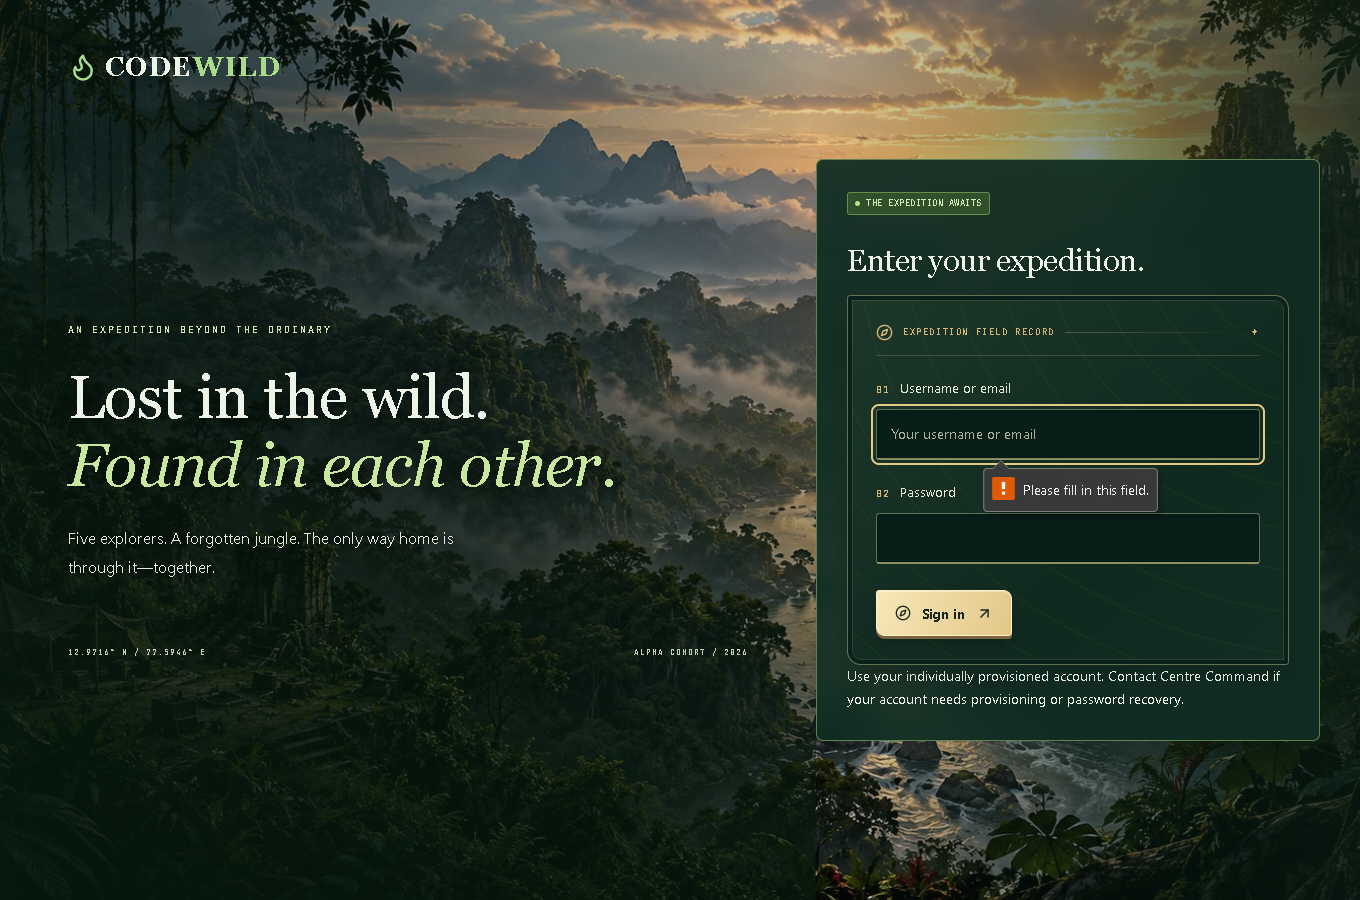 CODEWILD
AN EXPEDITION BEYOND THE ORDINARY
Lost in the wild.
Found in each other.
Five explorers. A forgotten jungle. The only way home is
through it—together.
12.9716° N / 77.5946° E
ALPHA COHORT / 2026
THE EXPEDITION AWAITS
Enter your expedition.
EXPEDITION FIELD RECORD
01 Username or email
Your username or email
Please fill in this field.
02 Password
Sign in
Use your individually provisioned account. Contact Centre Command if
your account needs provisioning or password recovery.